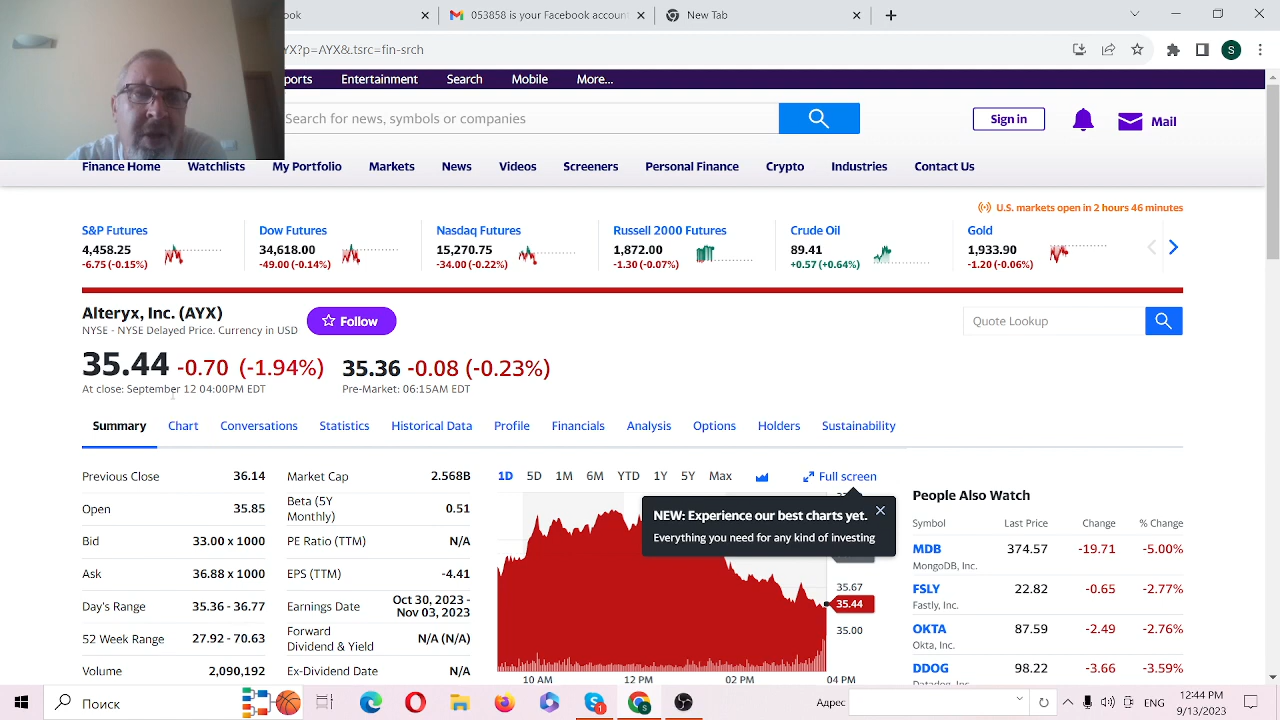 ook
053858 is your Facebook accoun
New Tab
YX?p=AYX&.tsrc=fin-srch
S
ports Entertainment Search Mobile More...
Search for news, symbols or companies
Sign in
Mail
Finance Home Watchlists My Portfolio Markets News Videos Screeners Personal Finance Crypto Industries Contact Us
U.S. markets open in 2 hours 46 minutes
S&P Futures Dow Futures Nasdaq Futures Russell 2000 Futures Crude Oil Gold
4,458.25 34,618.00 15,270.75 1,872.00 89.41 1,933.90
-6.75 (-0.15%) -49.00 (-0.14%) -34.00 (-0.22%) -1.30 (-0.07%) +0.57 (+0.64%) -1.20 (-0.06%)
Alteryx, Inc. (AYX)
NYSE - NYSE Delayed Price. Currency in USD
Follow
Quote Lookup
35.44 -0.70 (-1.94%) 35.36 -0.08 (-0.23%)
At close: September 12 04:00PM EDT Pre-Market: 06:15AM EDT
Summary Chart Conversations Statistics Historical Data Profile Financials Analysis Options Holders Sustainability
Previous Close 36.14
Open 35.85
Bid 33.00 x 1000
Ask 36.88 x 1000
Day's Range 35.36 - 36.77
52 Week Range 27.92 - 70.63
Volume 2,090,192
Market Cap 2.568B
Beta (5Y
Monthly) 0.51
PE Ratio (TTM) N/A
EPS (TTM) -4.41
Earnings Date Oct 30, 2023 -
Nov 03, 2023
Forward
Dividend & Yield N/A (N/A)
Ex-Dividend Date N/A
1D 5D 1M 6M YTD 1Y 5Y Max
Full screen
NEW: Experience our best charts yet.
Everything you need for any kind of investing
35.67
35.44
35.00
10 AM 12 PM 02 PM 04 PM
People Also Watch
Symbol Last Price Change % Change
MDB 374.57 -19.71 -5.00%
MongoDB, Inc.
FSLY 22.82 -0.65 -2.77%
Fastly, Inc.
OKTA 87.59 -2.49 -2.76%
Okta, Inc.
DDOG 98.22 -3.66 -3.59%
Datadog, Inc.
Поиск
1
S
Адрес
ENG
12:44 PM
9/13/2023